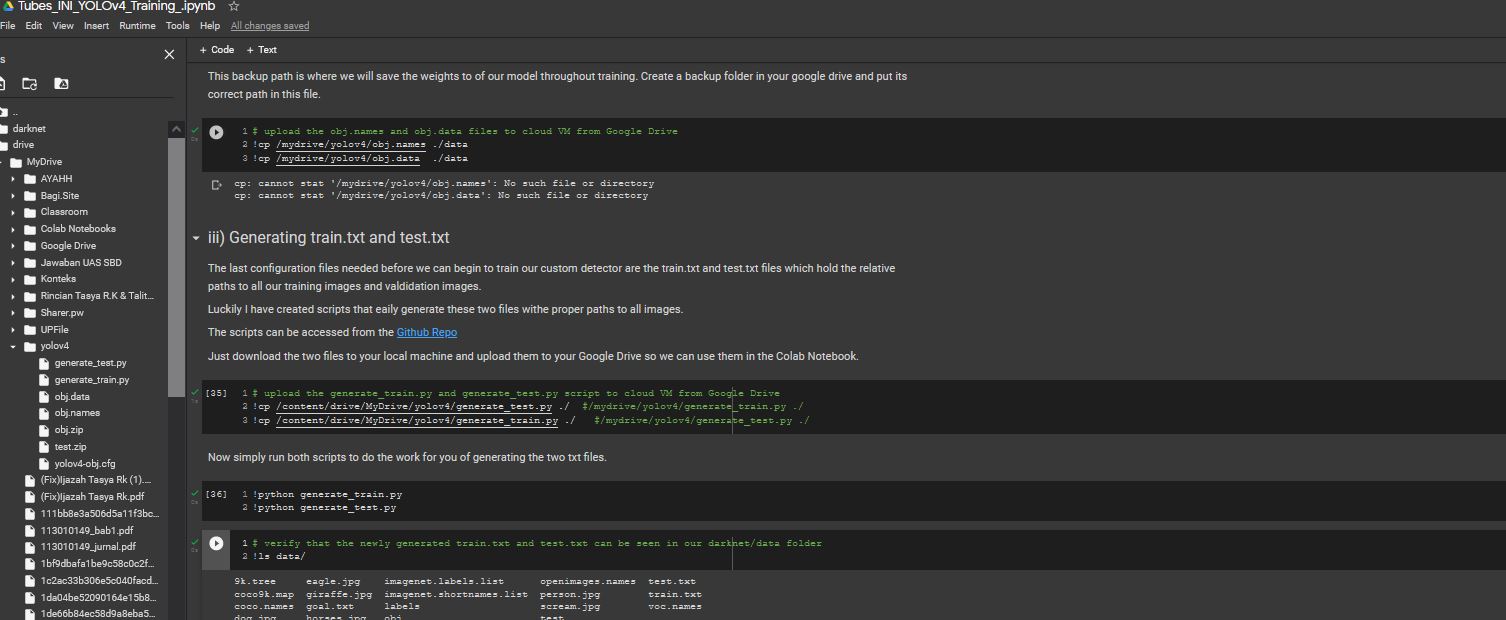 Tubes_INI_YOLOv4_Training_.ipynb
File Edit View Insert Runtime Tools Help All changes saved
s
+ Code + Text
..
darknet
drive
MyDrive
AYAHH
Bagi.Site
Classroom
Colab Notebooks
Google Drive
Jawaban UAS SBD
Konteks
Rincian Tasya R.K & Talit...
Sharer.pw
UPFile
yolov4
generate_test.py
generate_train.py
obj.data
obj.names
obj.zip
test.zip
yolov4-obj.cfg
(Fix)Ijazah Tasya Rk (1)....
(Fix)Ijazah Tasya Rk.pdf
111bb8e3a506d5a11f3bc...
113010149_bab1.pdf
113010149_jurnal.pdf
1bf9dbafa1be9c58c0c2f...
1c2ac33b306e5c040facd...
1da04be52090164e15b8...
1de66b84ec58d9a8eba5...
This backup path is where we will save the weights to of our model throughout training. Create a backup folder in your google drive and put its
correct path in this file.
1 # upload the obj.names and obj.data files to cloud VM from Google Drive
2 !cp /mydrive/yolov4/obj.names ./data
3 !cp /mydrive/yolov4/obj.data ./data
cp: cannot stat '/mydrive/yolov4/obj.names': No such file or directory
cp: cannot stat '/mydrive/yolov4/obj.data': No such file or directory
iii) Generating train.txt and test.txt
The last configuration files needed before we can begin to train our custom detector are the train.txt and test.txt files which hold the relative
paths to all our training images and valdidation images.
Luckily I have created scripts that eaily generate these two files withe proper paths to all images.
The scripts can be accessed from the Github Repo
Just download the two files to your local machine and upload them to your Google Drive so we can use them in the Colab Notebook.
[35] 1 # upload the generate_train.py and generate_test.py script to cloud VM from Google Drive
2 !cp /content/drive/MyDrive/yolov4/generate_test.py ./ #/mydrive/yolov4/generate_train.py ./
3 !cp /content/drive/MyDrive/yolov4/generate_train.py ./ #/mydrive/yolov4/generate_test.py ./
Now simply run both scripts to do the work for you of generating the two txt files.
[36] 1 !python generate_train.py
2 !python generate_test.py
1 # verify that the newly generated train.txt and test.txt can be seen in our darknet/data folder
2 !ls data/
9k.tree eagle.jpg imagenet.labels.list openimages.names test.txt
coco9k.map giraffe.jpg imagenet.shortnames.list person.jpg train.txt
coco.names goal.txt labels scream.jpg voc.names
dog.jpg horses.jpg obj test